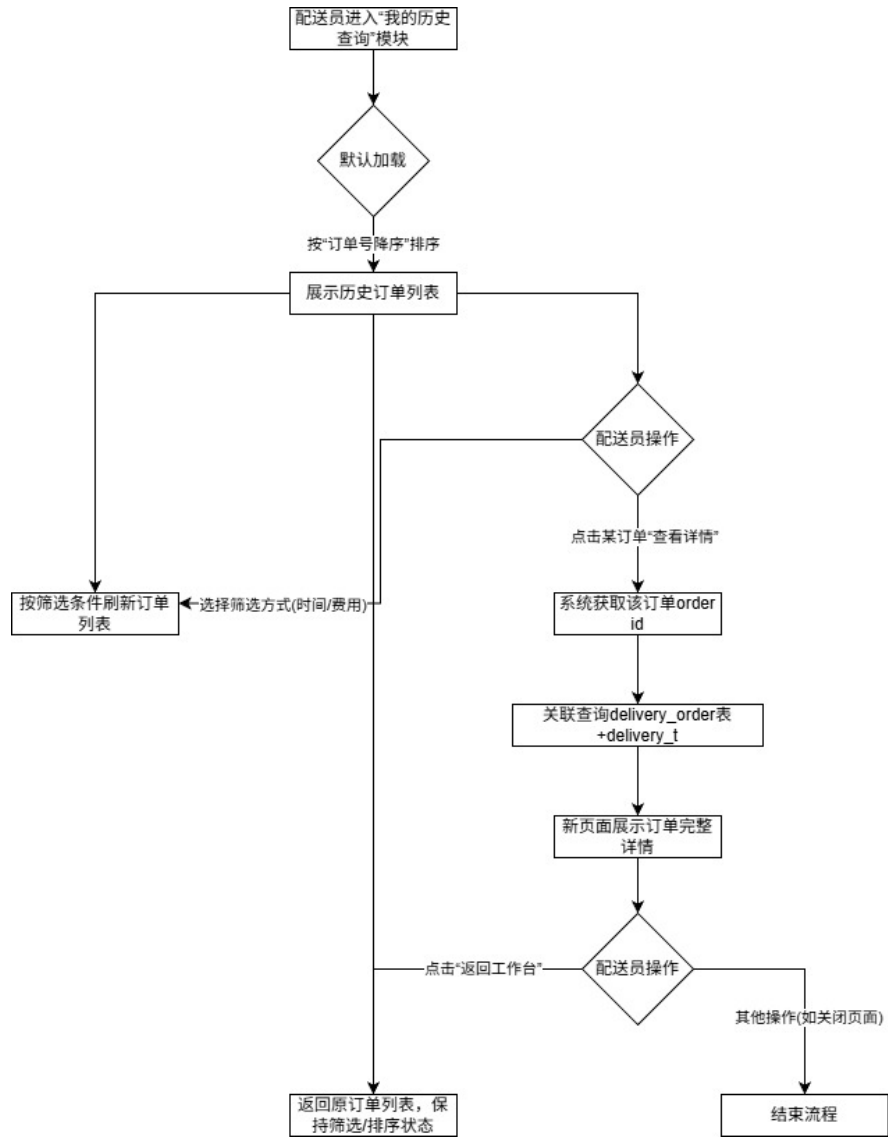 配送员进入“我的历史
查询”模块
默认加载
按“订单号降序”排序
展示历史订单列表
配送员操作
点击某订单“查看详情”
按筛选条件刷新订单
列表
选择筛选方式(时间/费用)
系统获取该订单order
id
关联查询delivery_order表
+delivery_t
新页面展示订单完整
详情
点击“返回工作台”
配送员操作
其他操作(如关闭页面)
返回原订单列表，保
持筛选/排序状态
结束流程